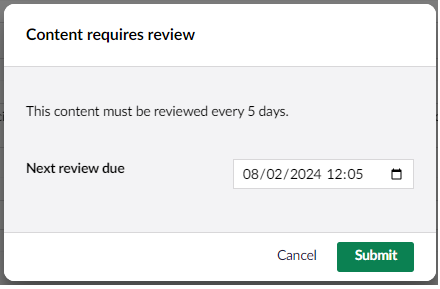 Content requires review
This content must be reviewed every 5 days.
Next review due
08/02/2024 12:05
Cancel
Submit